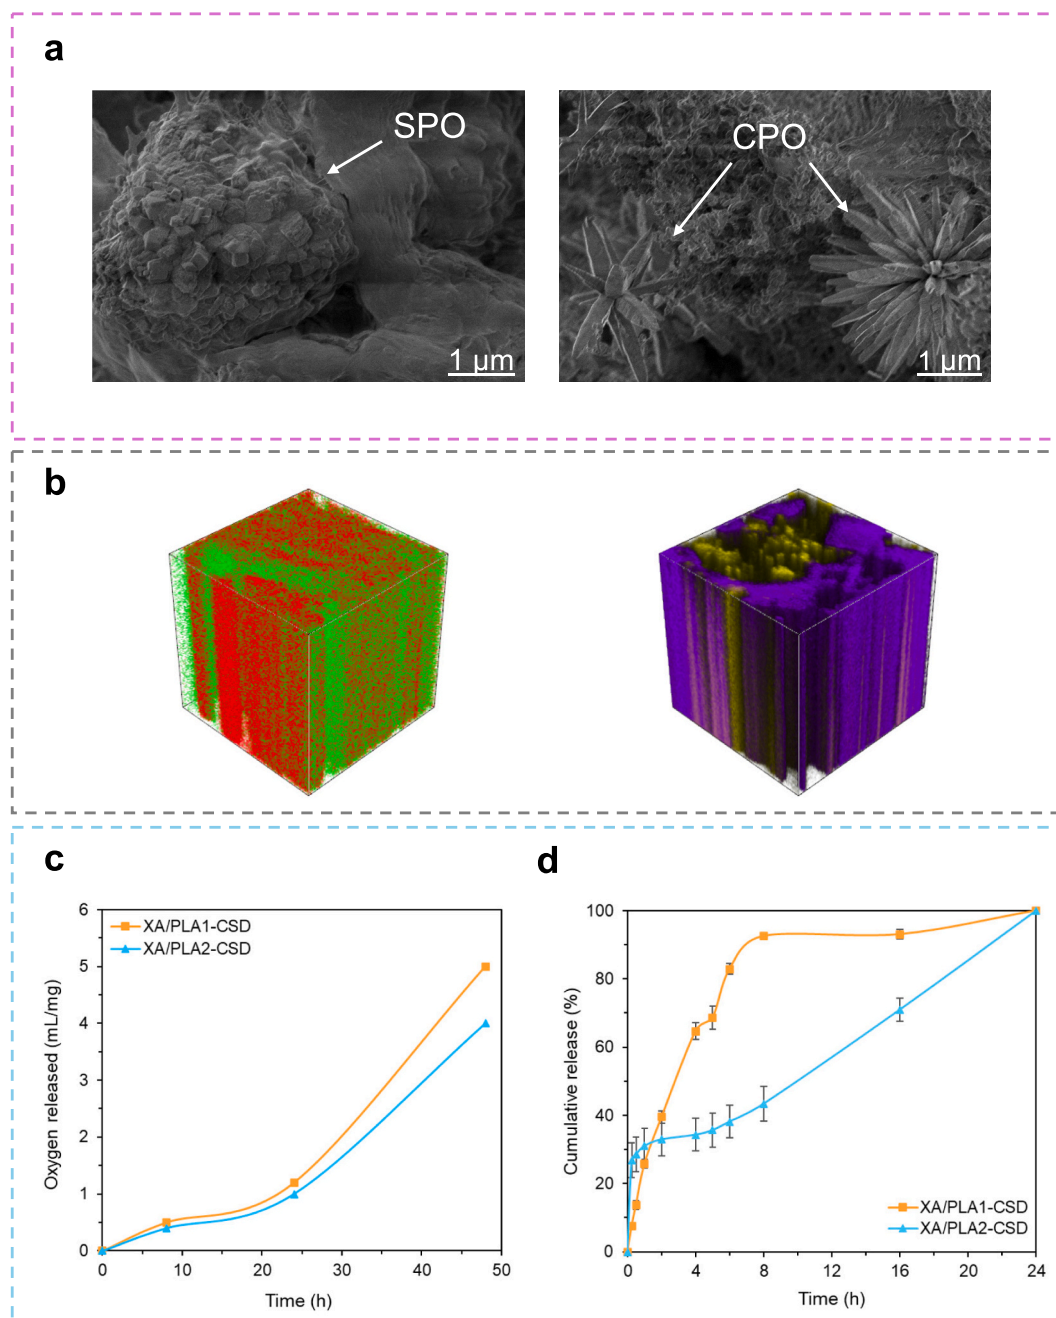 a
SPO
1 µm
CPO
1 µm
b
c
6
5
4
3
2
1
0
Oxygen released (mL/mg)
XA/PLA1-CSD
XA/PLA2-CSD
0 10 20 30 40 50
Time (h)
d
100
80
60
40
20
0
Cumulative release (%)
XA/PLA1-CSD
XA/PLA2-CSD
0 4 8 12 16 20 24
Time (h)